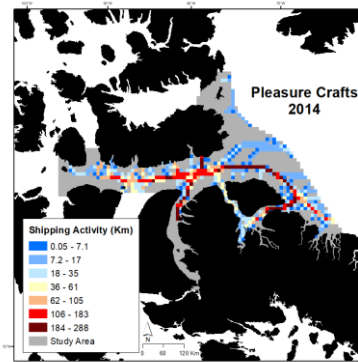 Pleasure Crafts
2014
Shipping Activity (Km)
0.05 - 7.1
7.2 - 17
18 - 35
36 - 61
62 - 105
106 - 183
184 - 288
Study Area
N
0
60
120 Km